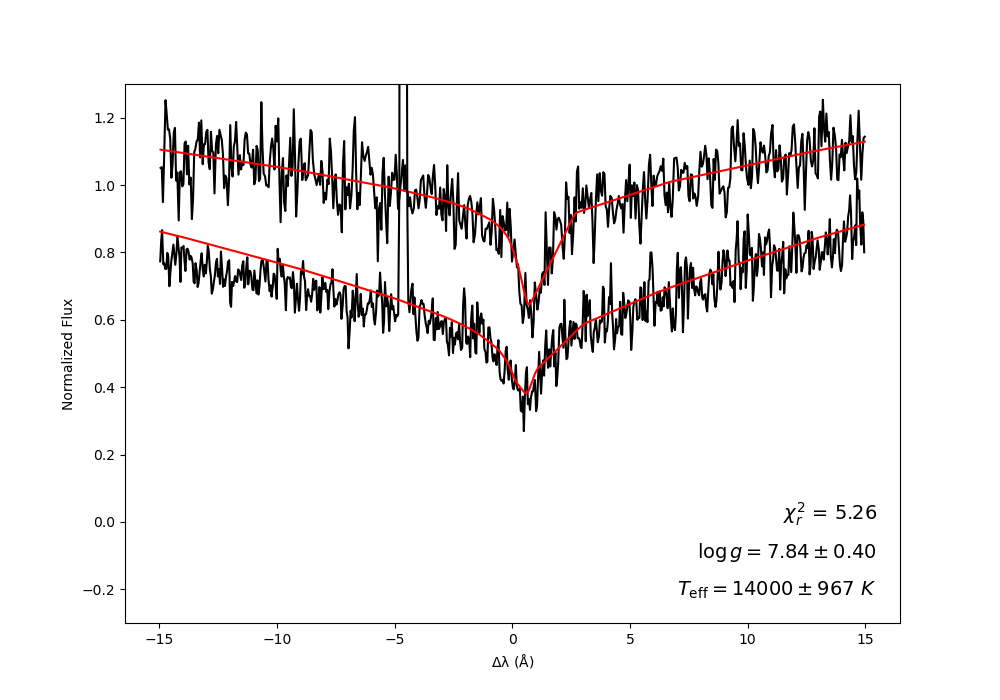 1.2
1.0
0.8
0.6
0.4
0.2
0.0
−0.2
Normalized Flux
χ²ᵣ = 5.26
log g = 7.84 ± 0.40
T_eff = 14000 ± 967 K
−15 −10 −5 0 5 10 15
Δλ (Å)